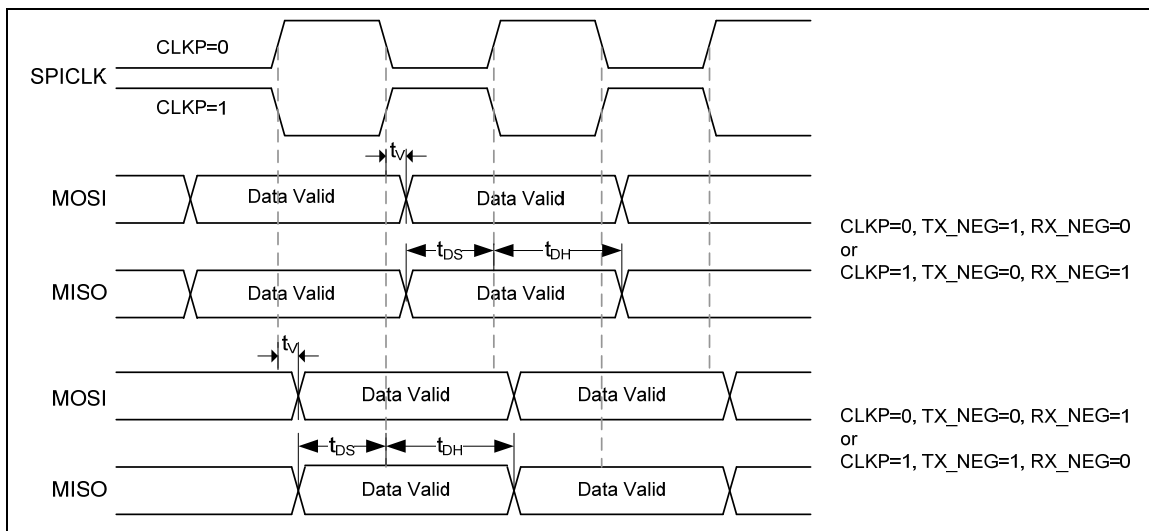 CLKP=0
SPICLK
CLKP=1
tV
MOSI
Data Valid
Data Valid
CLKP=0, TX_NEG=1, RX_NEG=0
or
CLKP=1, TX_NEG=0, RX_NEG=1
tDS
tDH
MISO
Data Valid
Data Valid
tV
MOSI
Data Valid
Data Valid
CLKP=0, TX_NEG=0, RX_NEG=1
or
CLKP=1, TX_NEG=1, RX_NEG=0
tDS
tDH
MISO
Data Valid
Data Valid